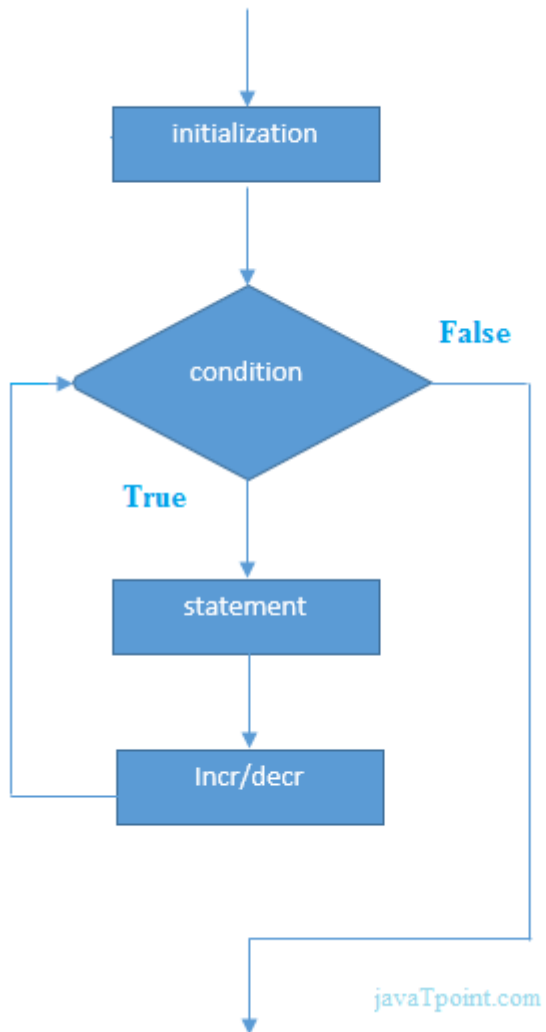 initialization
condition
False
True
statement
Incr/decr
javaTpoint.com